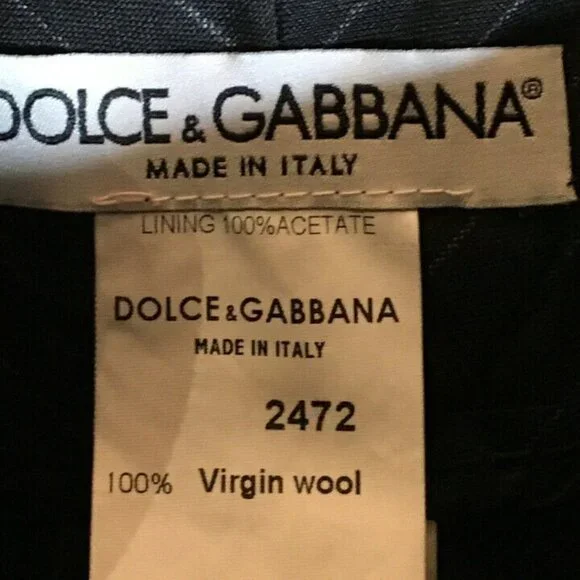 DOLCE & GABBANA®
MADE IN ITALY
LINING 100%ACETATE
DOLCE&GABBANA
MADE IN ITALY
2472
100% Virgin wool